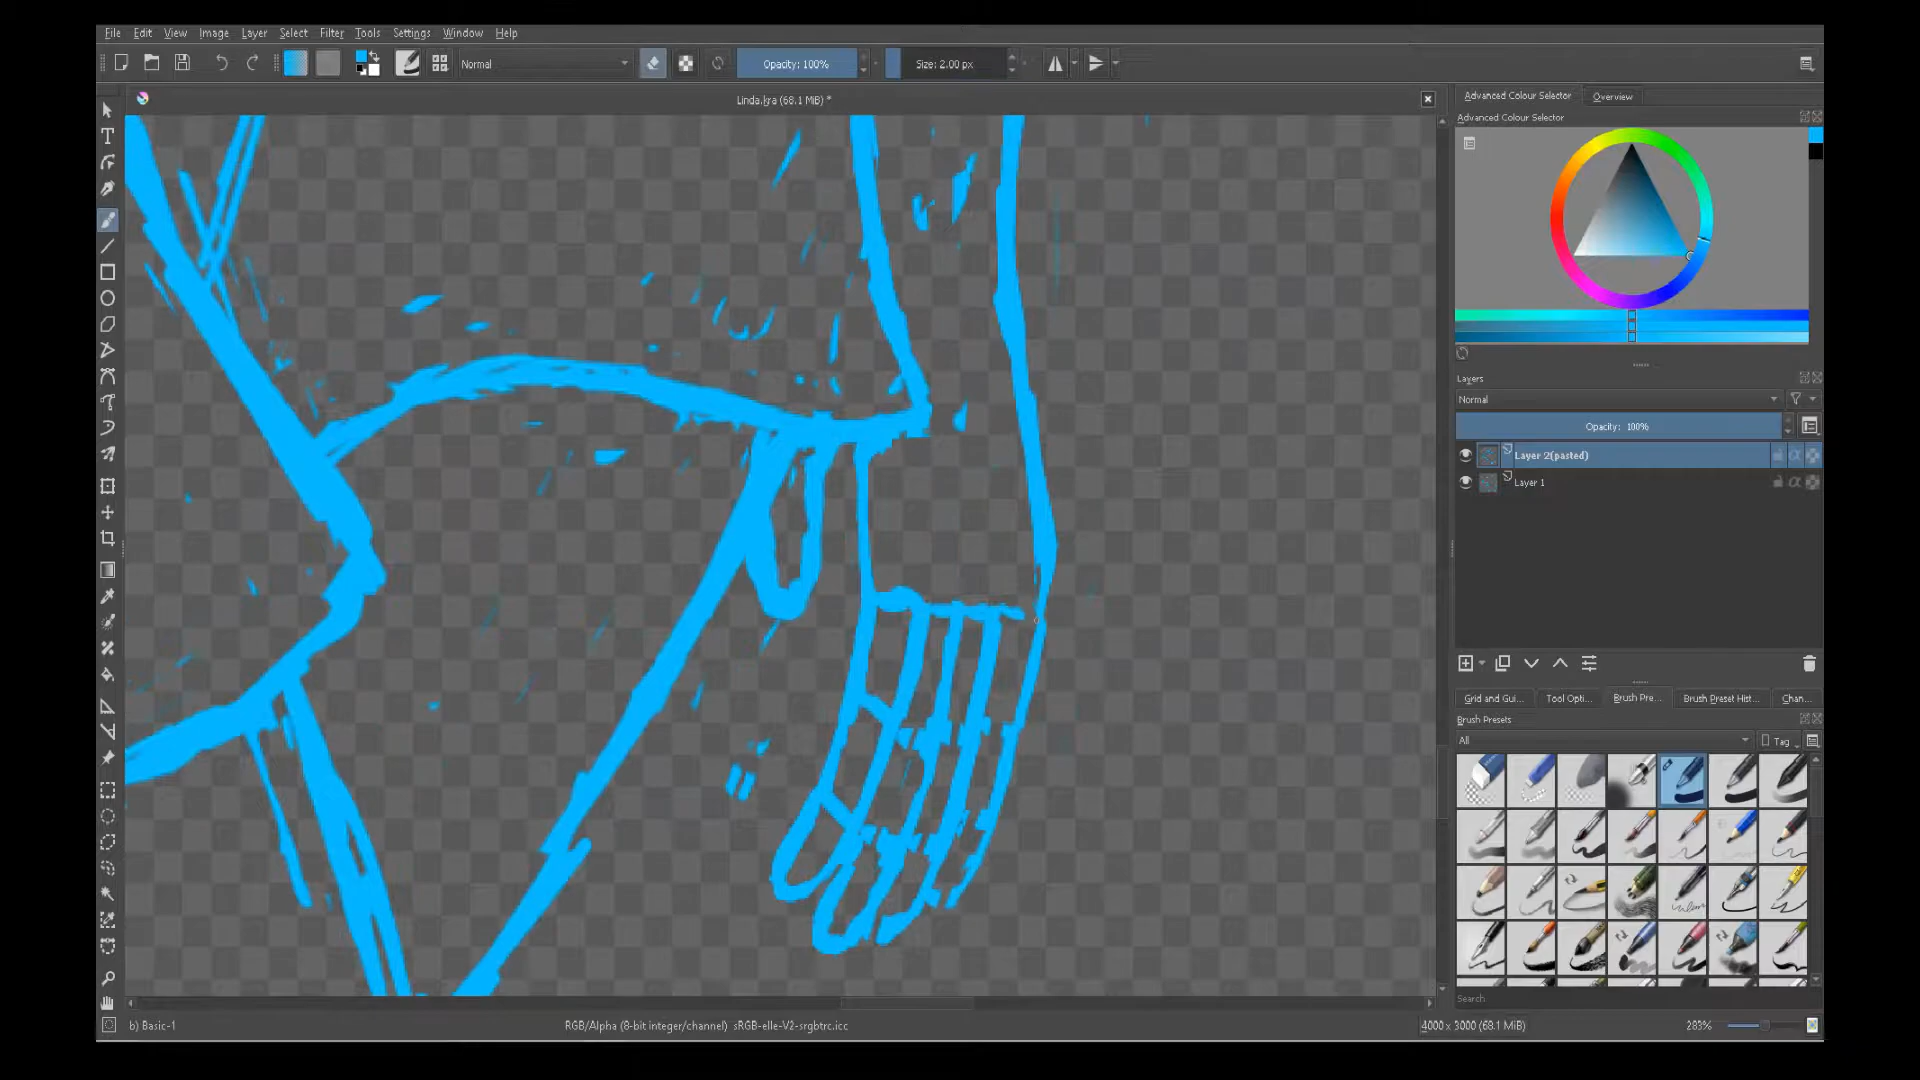 File Edit View Image Layer Select Filter Tools Settings Window Help
Normal
Opacity: 100%
Size: 2.00 px
Linda.kra (68.1 MiB) *
Advanced Colour Selector
Overview
Advanced Colour Selector
Layers
Normal
Opacity: 100%
Layer 2(pasted)
Layer 1
Grid and Gui... Tool Opti... Brush Pre... Brush Preset Hist... Chan...
Brush Presets
All
Tag
Search
b) Basic-1
RGB/Alpha (8-bit integer/channel) sRGB-elle-V2-srgbtrc.icc
4000 x 3000 (68.1 MiB)
283%